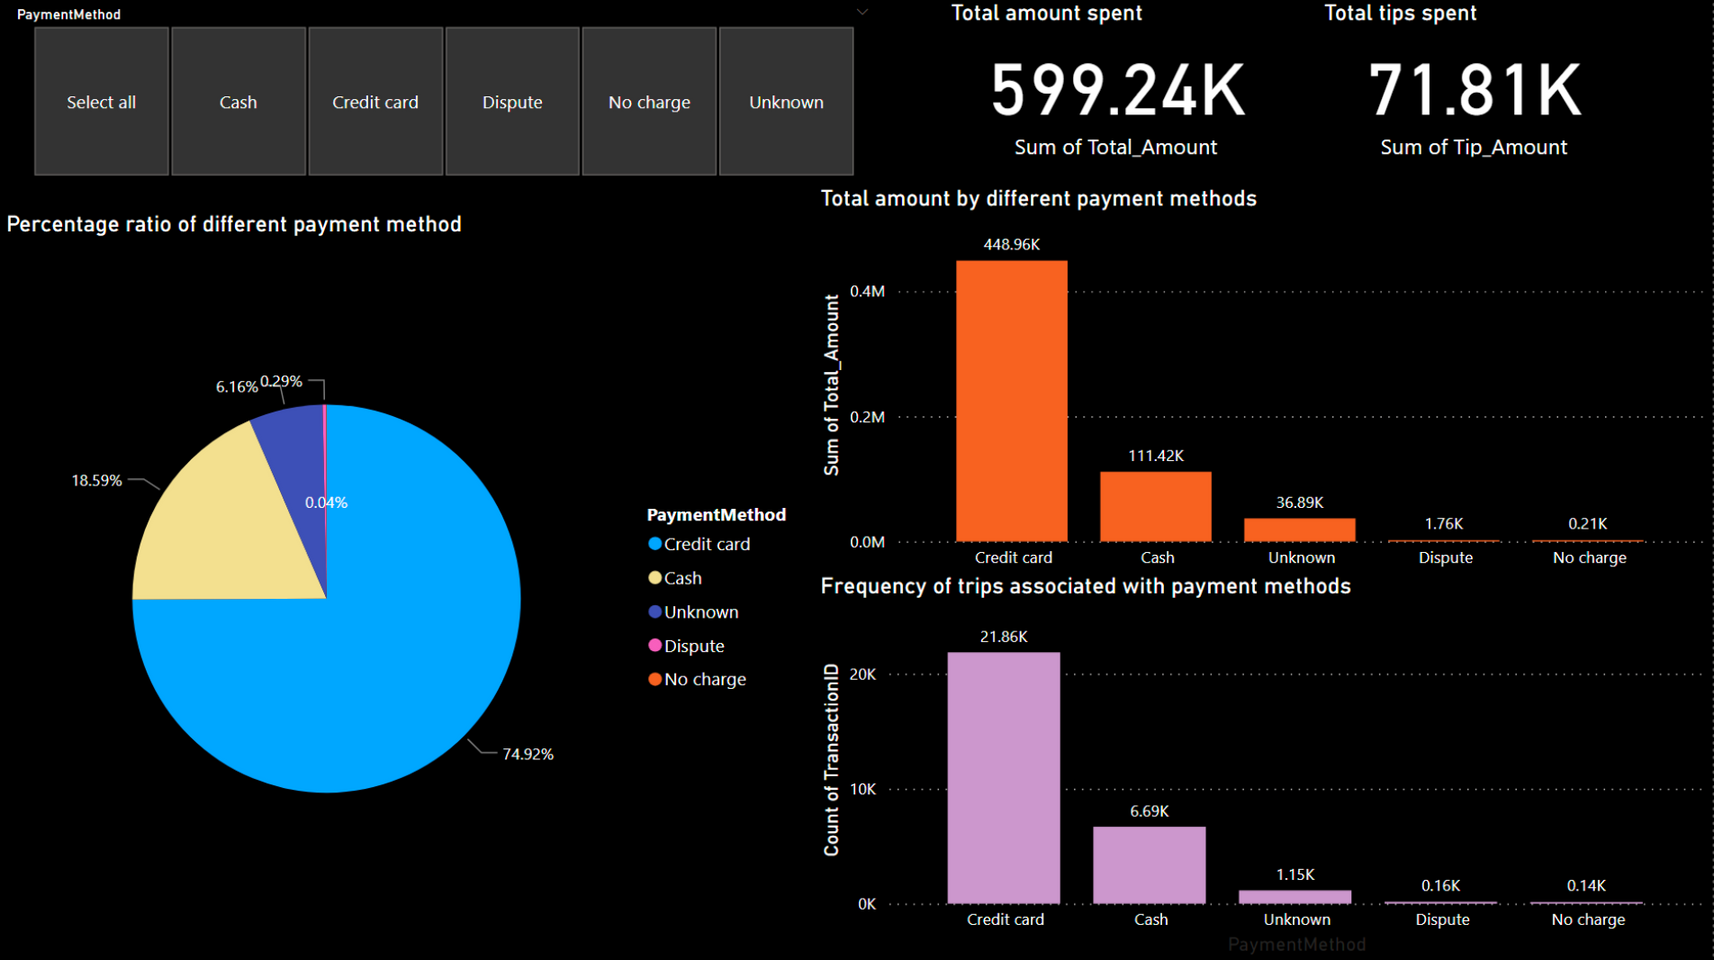 PaymentMethod
Select all
Cash
Credit card
Dispute
No charge
Unknown
Total amount spent
599.24K
Sum of Total_Amount
Total tips spent
71.81K
Sum of Tip_Amount
Percentage ratio of different payment method
6.16%
0.29%
18.59%
0.04%
74.92%
PaymentMethod
Credit card
Cash
Unknown
Dispute
No charge
Total amount by different payment methods
Sum of Total_Amount
0.4M
0.2M
0.0M
448.96K
111.42K
36.89K
1.76K
0.21K
Credit card
Cash
Unknown
Dispute
No charge
Frequency of trips associated with payment methods
Count of TransactionID
20K
10K
0K
21.86K
6.69K
1.15K
0.16K
0.14K
Credit card
Cash
Unknown
Dispute
No charge
PaymentMethod